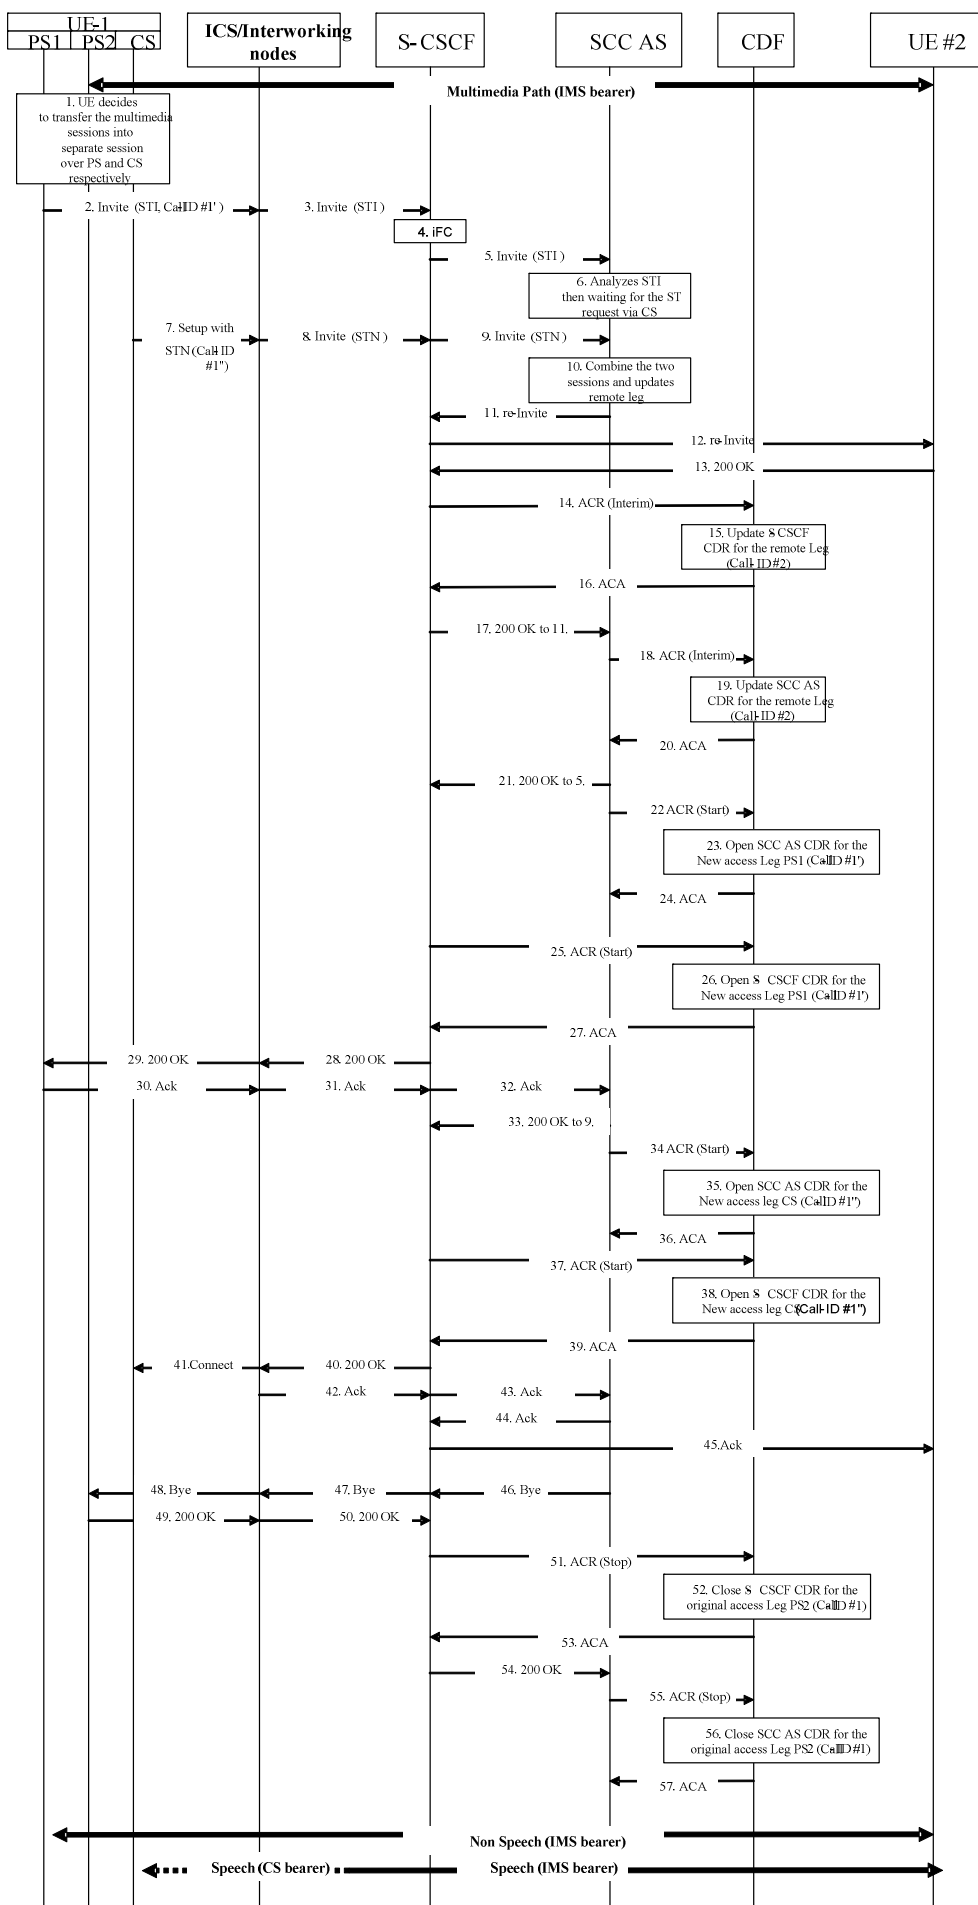 UE-1
PS1 PS2 CS
ICS/Interworking
nodes
S-CSCF
SCC AS
CDF
UE #2
Multimedia Path (IMS bearer)
1. UE decides
to transfer the multimedia
sessions into
separate session
over PS and CS
respectively
2. Invite (STI, Call-ID #1')
3. Invite (STI )
4. iFC
5. Invite (STI )
6. Analyzes STI
then waiting for the ST
request via CS
7. Setup with
STN (Call-ID
#1")
8. Invite (STN )
9. Invite (STN)
10. Combine the two
sessions and updates
remote leg
11. re-Invite
12. re-Invite
13. 200 OK
14. ACR (Interim)
15. Update S-CSCF
CDR for the remote Leg
(Call-ID #2)
16. ACA
17. 200 OK to 11.
18. ACR (Interim)
19. Update SCC AS
CDR for the remote Leg
(Call-ID #2)
20. ACA
21. 200 OK to 5.
22 ACR (Start)
23. Open SCC AS CDR for the
New access Leg PS1 (Call-ID #1')
24. ACA
25. ACR (Start)
26. Open S-CSCF CDR for the
New access Leg PS1 (Call-ID #1')
27. ACA
28. 200 OK
29. 200 OK
30. Ack
31. Ack
32. Ack
33. 200 OK to 9.
34 ACR (Start)
35. Open SCC AS CDR for the
New access leg CS (Call-ID #1")
36. ACA
37. ACR (Start)
38. Open S-CSCF CDR for the
New access leg CS (Call-ID #1")
39. ACA
40. 200 OK
41.Connect
42. Ack
43. Ack
44. Ack
45.Ack
46. Bye
47. Bye
48. Bye
49. 200 OK
50. 200 OK
51. ACR (Stop)
52. Close S-CSCF CDR for the
original access Leg PS2 (Call-ID #1)
53. ACA
54. 200 OK
55. ACR (Stop)
56. Close SCC AS CDR for the
original access Leg PS2 (Call-ID #1)
57. ACA
Non Speech (IMS bearer)
Speech (CS bearer)
Speech (IMS bearer)